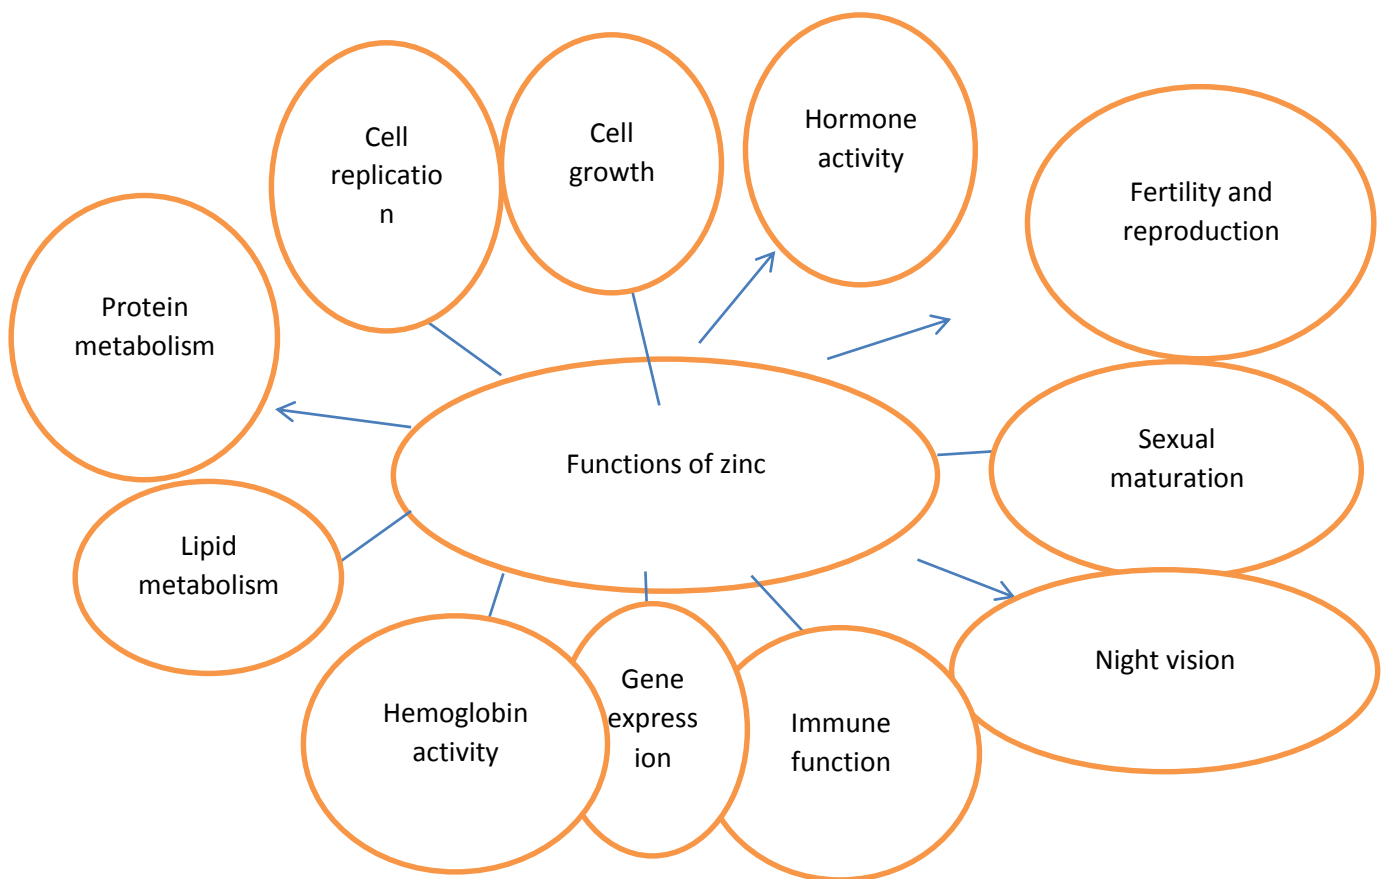 Cell
replicatio
n
Cell
growth
Hormone
activity
Fertility and
reproduction
Protein
metabolism
Functions of zinc
Sexual
maturation
Lipid
metabolism
Night vision
Hemoglobin
activity
Gene
express
ion
Immune
function